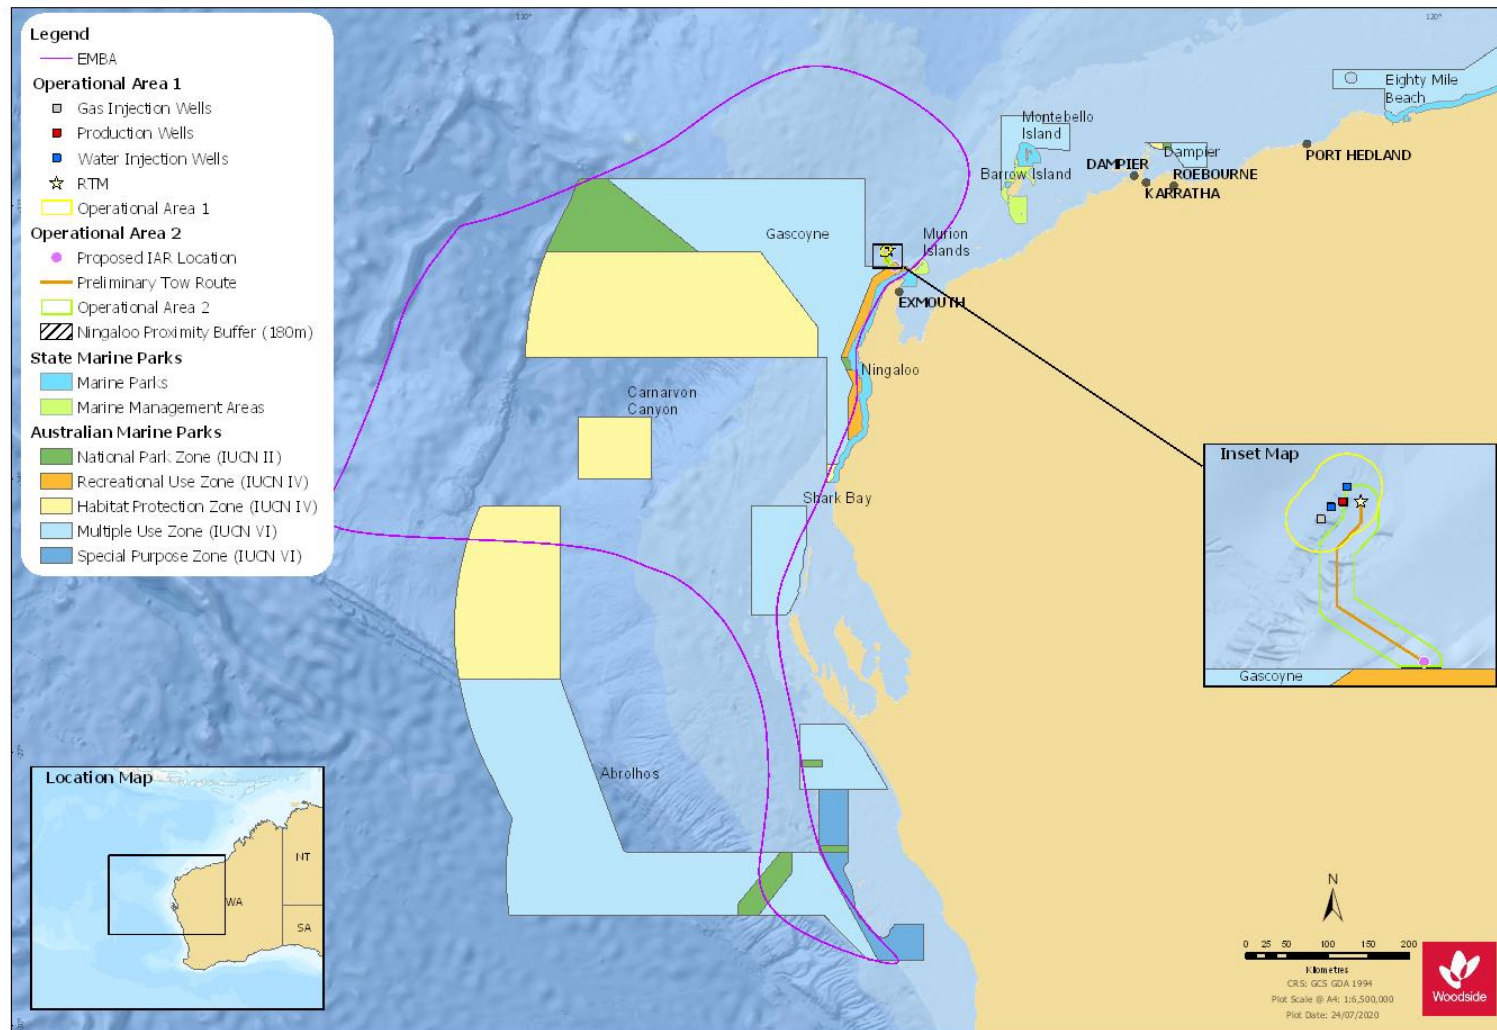 110°
120°
Legend
EMBA
Operational Area 1
Gas Injection Wells
Production Wells
Water Injection Wells
RTM
Operational Area 1
Operational Area 2
Proposed IAR Location
Preliminary Tow Route
Operational Area 2
Ningaloo Proximity Buffer (180m)
State Marine Parks
Marine Parks
Marine Management Areas
Australian Marine Parks
National Park Zone (IUCN II)
Recreational Use Zone (IUCN IV)
Habitat Protection Zone (IUCN IV)
Multiple Use Zone (IUCN VI)
Special Purpose Zone (IUCN VI)
Eighty Mile
Beach
Montebello
Island
Barrow Island
DAMPIER
Dampier
ROEBOURNE
KARRATHA
PORT HEDLAND
Gascoyne
Murion
Islands
EXMOUTH
Ningaloo
Carnarvon
Canyon
Shark Bay
Abrolhos
Inset Map
Gascoyne
Location Map
NT
WA
SA
N
0 25 50 100 150 200
Kilometres
CRS: GCS GDA 1994
Plot Scale @ A4: 1:6,500,000
Plot Date: 24/07/2020
Woodside